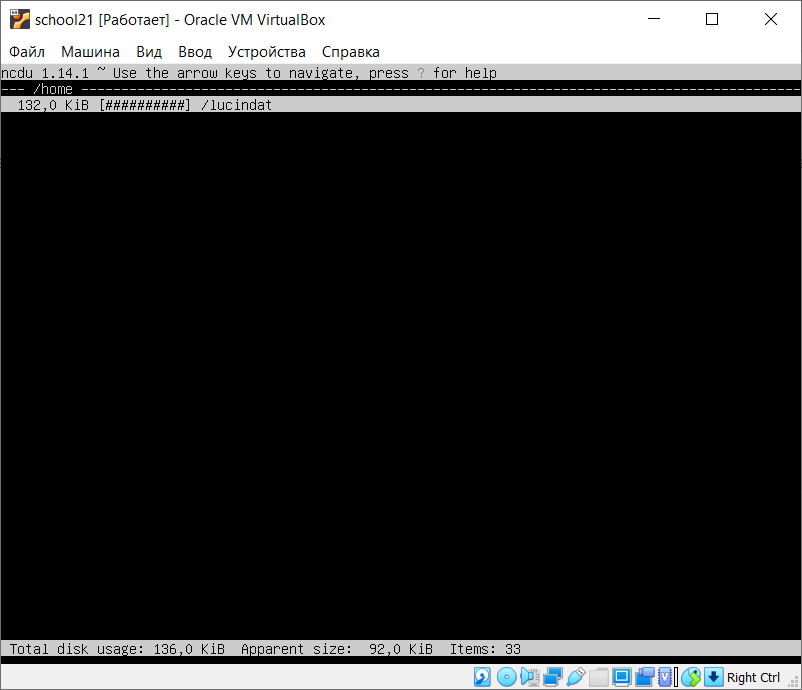 school21 [Работает] - Oracle VM VirtualBox
Файл Машина Вид Ввод Устройства Справка
ncdu 1.14.1 ~ Use the arrow keys to navigate, press ? for help
--- /home ----------------------------------------------------------------------------------------
132,0 KiB [##########] /lucindat
Total disk usage: 136,0 KiB Apparent size: 92,0 KiB Items: 33
Right Ctrl